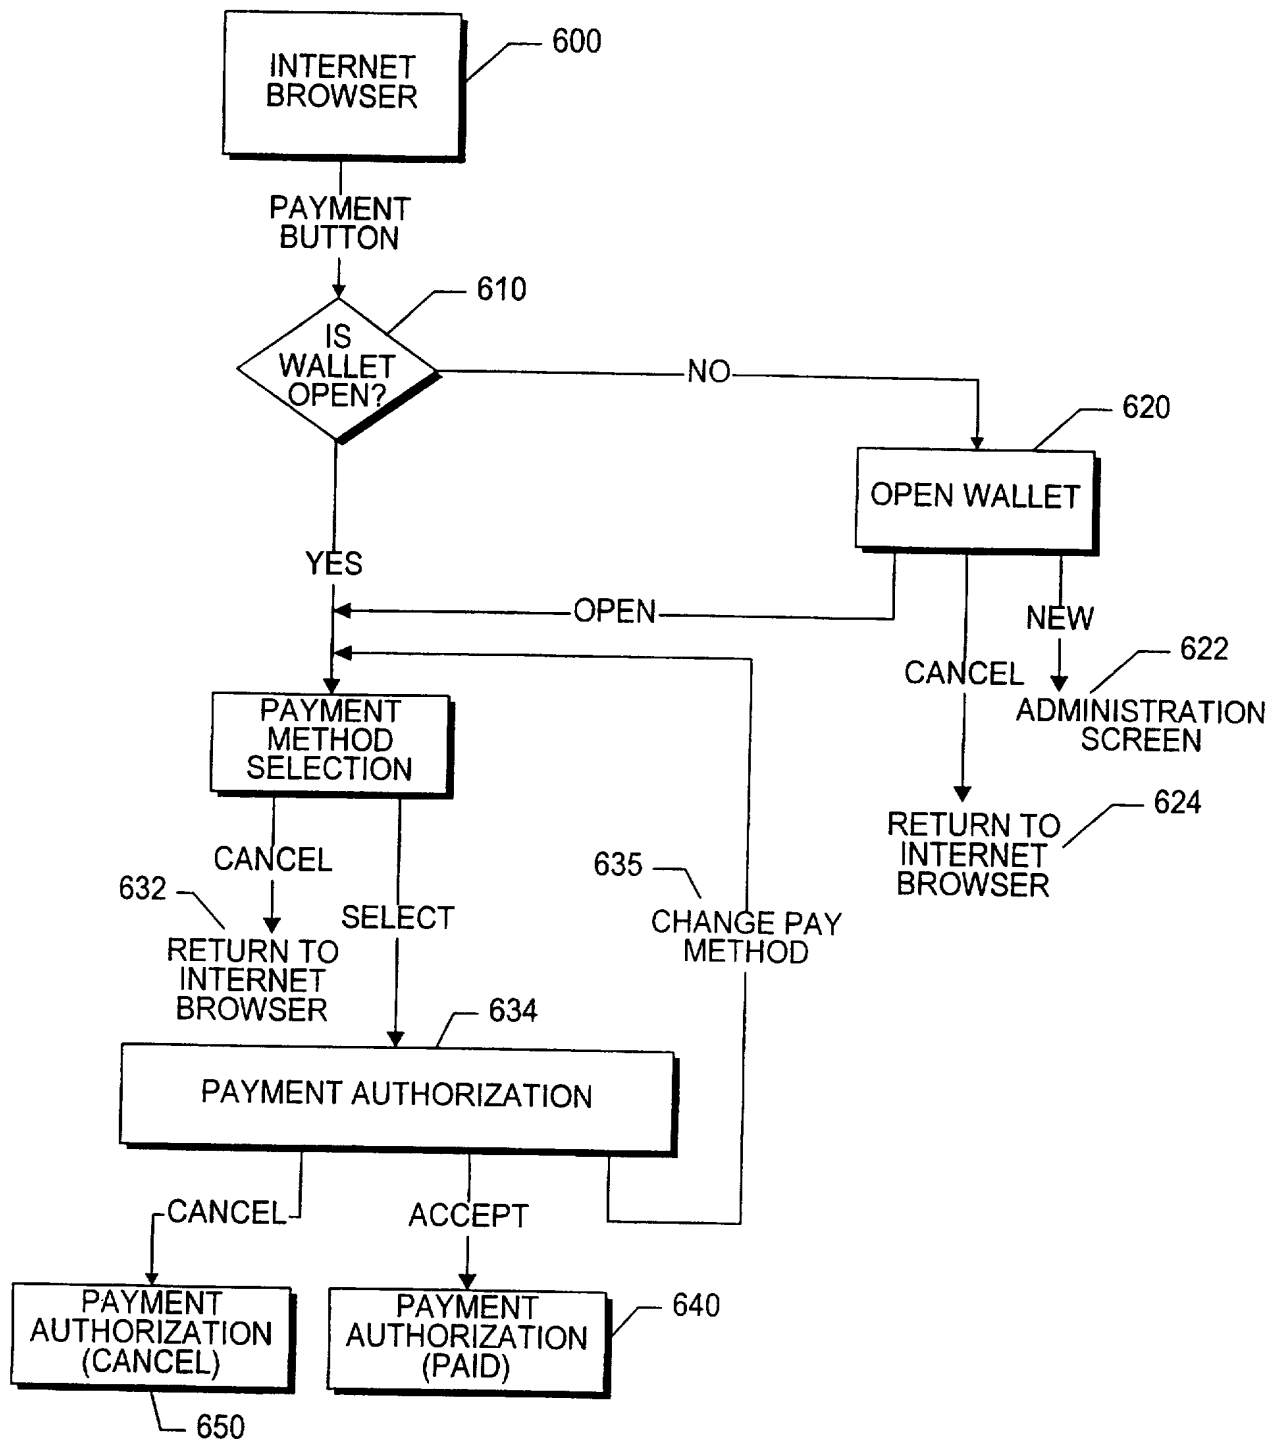 INTERNET
BROWSER
600
PAYMENT
BUTTON
610
IS
WALLET
OPEN?
NO
620
OPEN WALLET
YES
OPEN
NEW
CANCEL
622
ADMINISTRATION
SCREEN
PAYMENT
METHOD
SELECTION
624
RETURN TO
INTERNET
BROWSER
CANCEL
632
SELECT
635
CHANGE PAY
METHOD
RETURN TO
INTERNET
BROWSER
634
PAYMENT AUTHORIZATION
CANCEL
ACCEPT
PAYMENT
AUTHORIZATION
(CANCEL)
650
PAYMENT
AUTHORIZATION
(PAID)
640